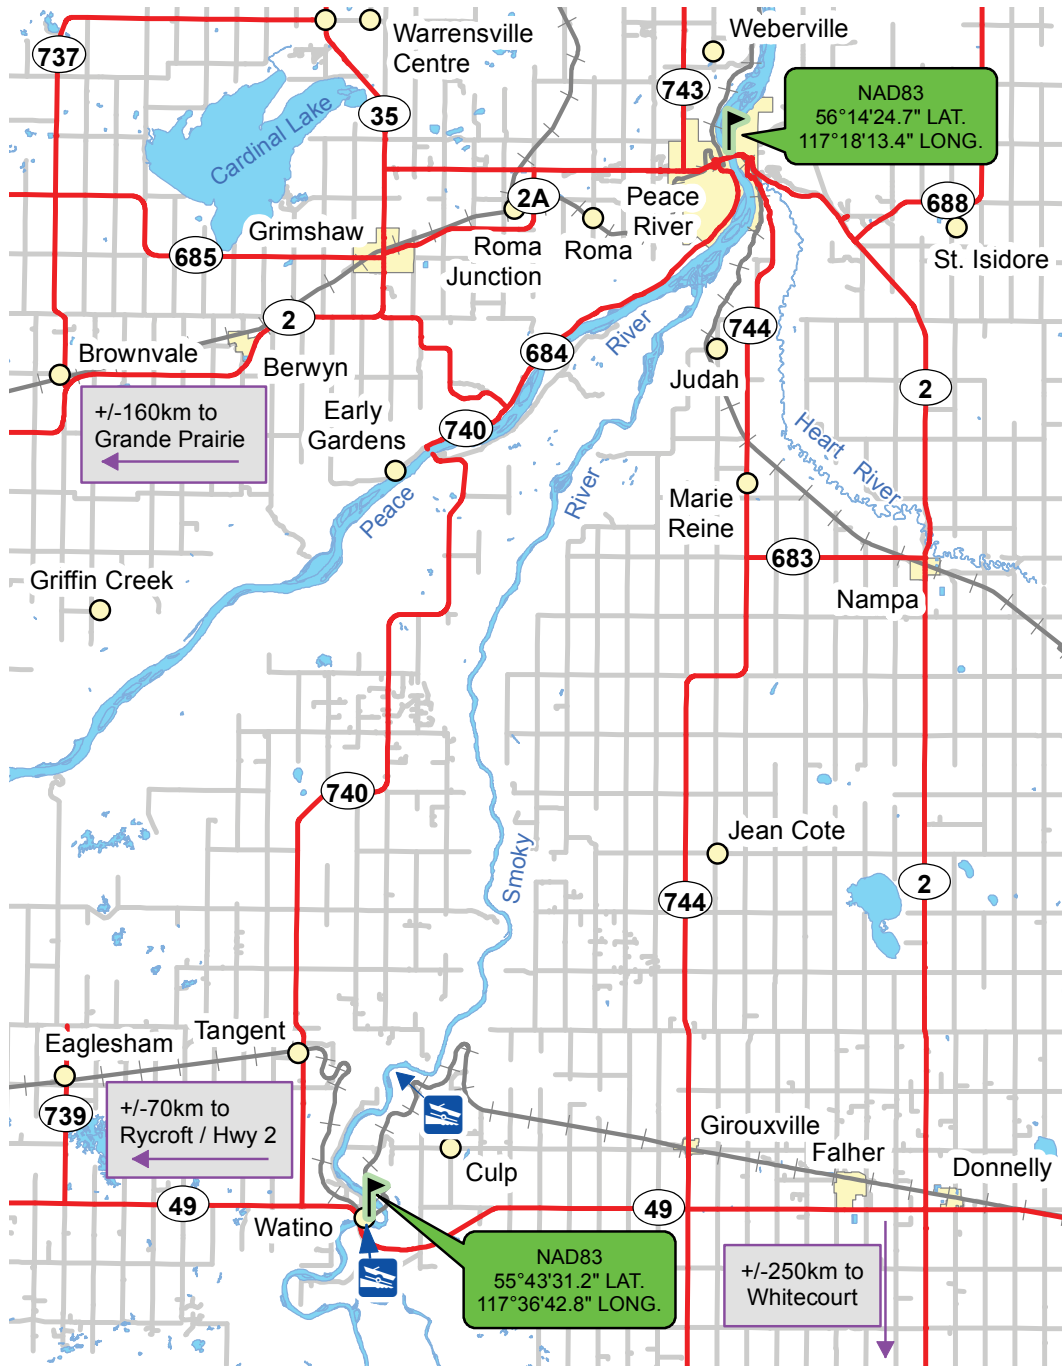 Weberville
Warrensville
Centre
737
35
743
NAD83
56°14'24.7" LAT.
117°18'13.4" LONG.
Cardinal Lake
2A
688
Grimshaw
Peace
River
Roma
Junction
Roma
St. Isidore
685
2
744
River
684
Brownvale
Berwyn
Judah
2
+/-160km to
Grande Prairie
Early
Gardens
740
Heart River
River
Peace
Marie
Reine
683
Griffin Creek
Nampa
740
Jean Cote
Smoky
744
2
Tangent
Eaglesham
739
+/-70km to
Rycroft / Hwy 2
Girouxville
Culp
Falher
Donnelly
49
49
Watino
NAD83
55°43'31.2" LAT.
117°36'42.8" LONG.
+/-250km to
Whitecourt